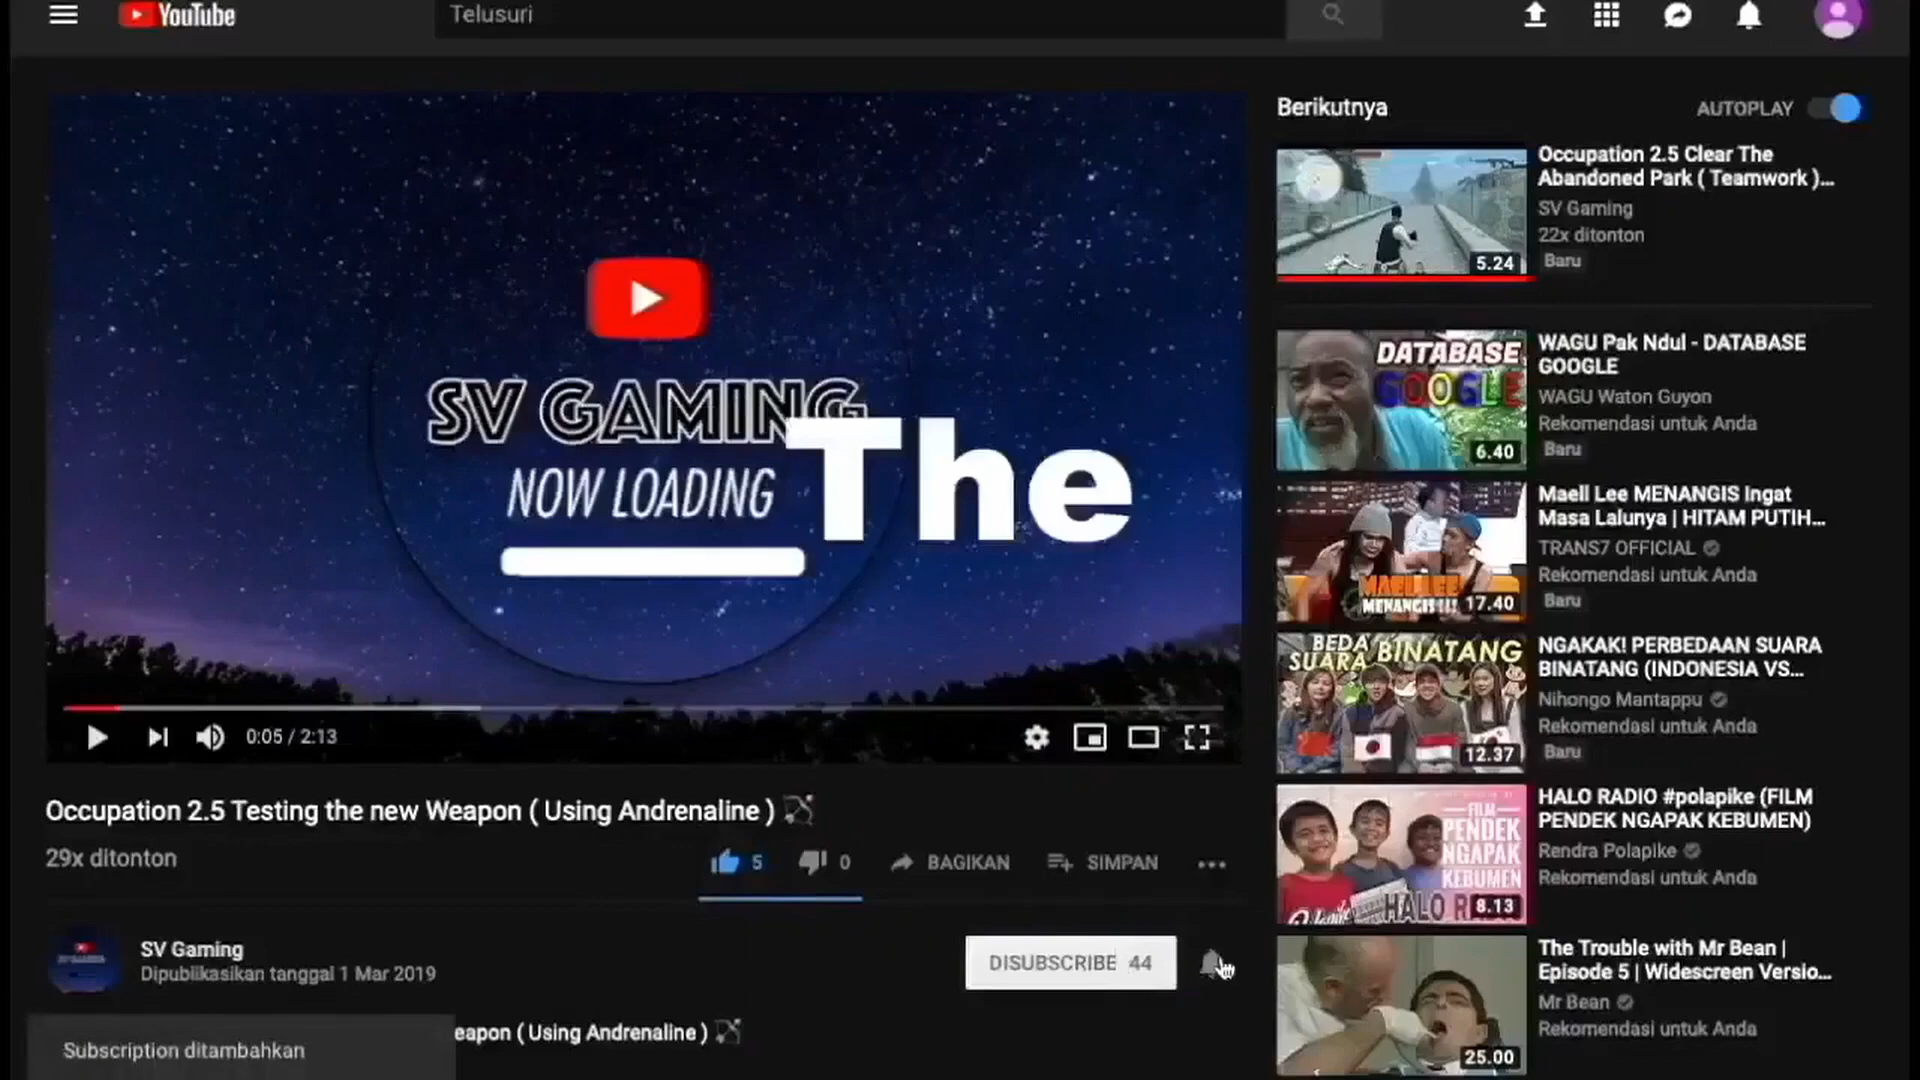 YouTube
Telusuri
SV GAMING
NOW LOADING
The
0:05 / 2:13
Occupation 2.5 Testing the new Weapon ( Using Andrenaline )
29x ditonton
5
0
BAGIKAN
SIMPAN
SV Gaming
Dipublikasikan tanggal 1 Mar 2019
DISUBSCRIBE 44
eapon ( Using Andrenaline )
Subscription ditambahkan
Berikutnya
AUTOPLAY
5.24
Occupation 2.5 Clear The
Abandoned Park ( Teamwork )...
SV Gaming
22x ditonton
Baru
DATABASE
GOOGLE
6.40
WAGU Pak Ndul - DATABASE
GOOGLE
WAGU Waton Guyon
Rekomendasi untuk Anda
Baru
MAELL LEE
MENANGIS!!!
17.40
Maell Lee MENANGIS Ingat
Masa Lalunya | HITAM PUTIH...
TRANS7 OFFICIAL
Rekomendasi untuk Anda
Baru
BEDA
SUARA BINATANG
12.37
NGAKAK! PERBEDAAN SUARA
BINATANG (INDONESIA VS...
Nihongo Mantappu
Rekomendasi untuk Anda
Baru
FILM
PENDEK
NGAPAK
KEBUMEN
HALO R
8.13
HALO RADIO #polapike (FILM
PENDEK NGAPAK KEBUMEN)
Rendra Polapike
Rekomendasi untuk Anda
25.00
The Trouble with Mr Bean |
Episode 5 | Widescreen Versio...
Mr Bean
Rekomendasi untuk Anda